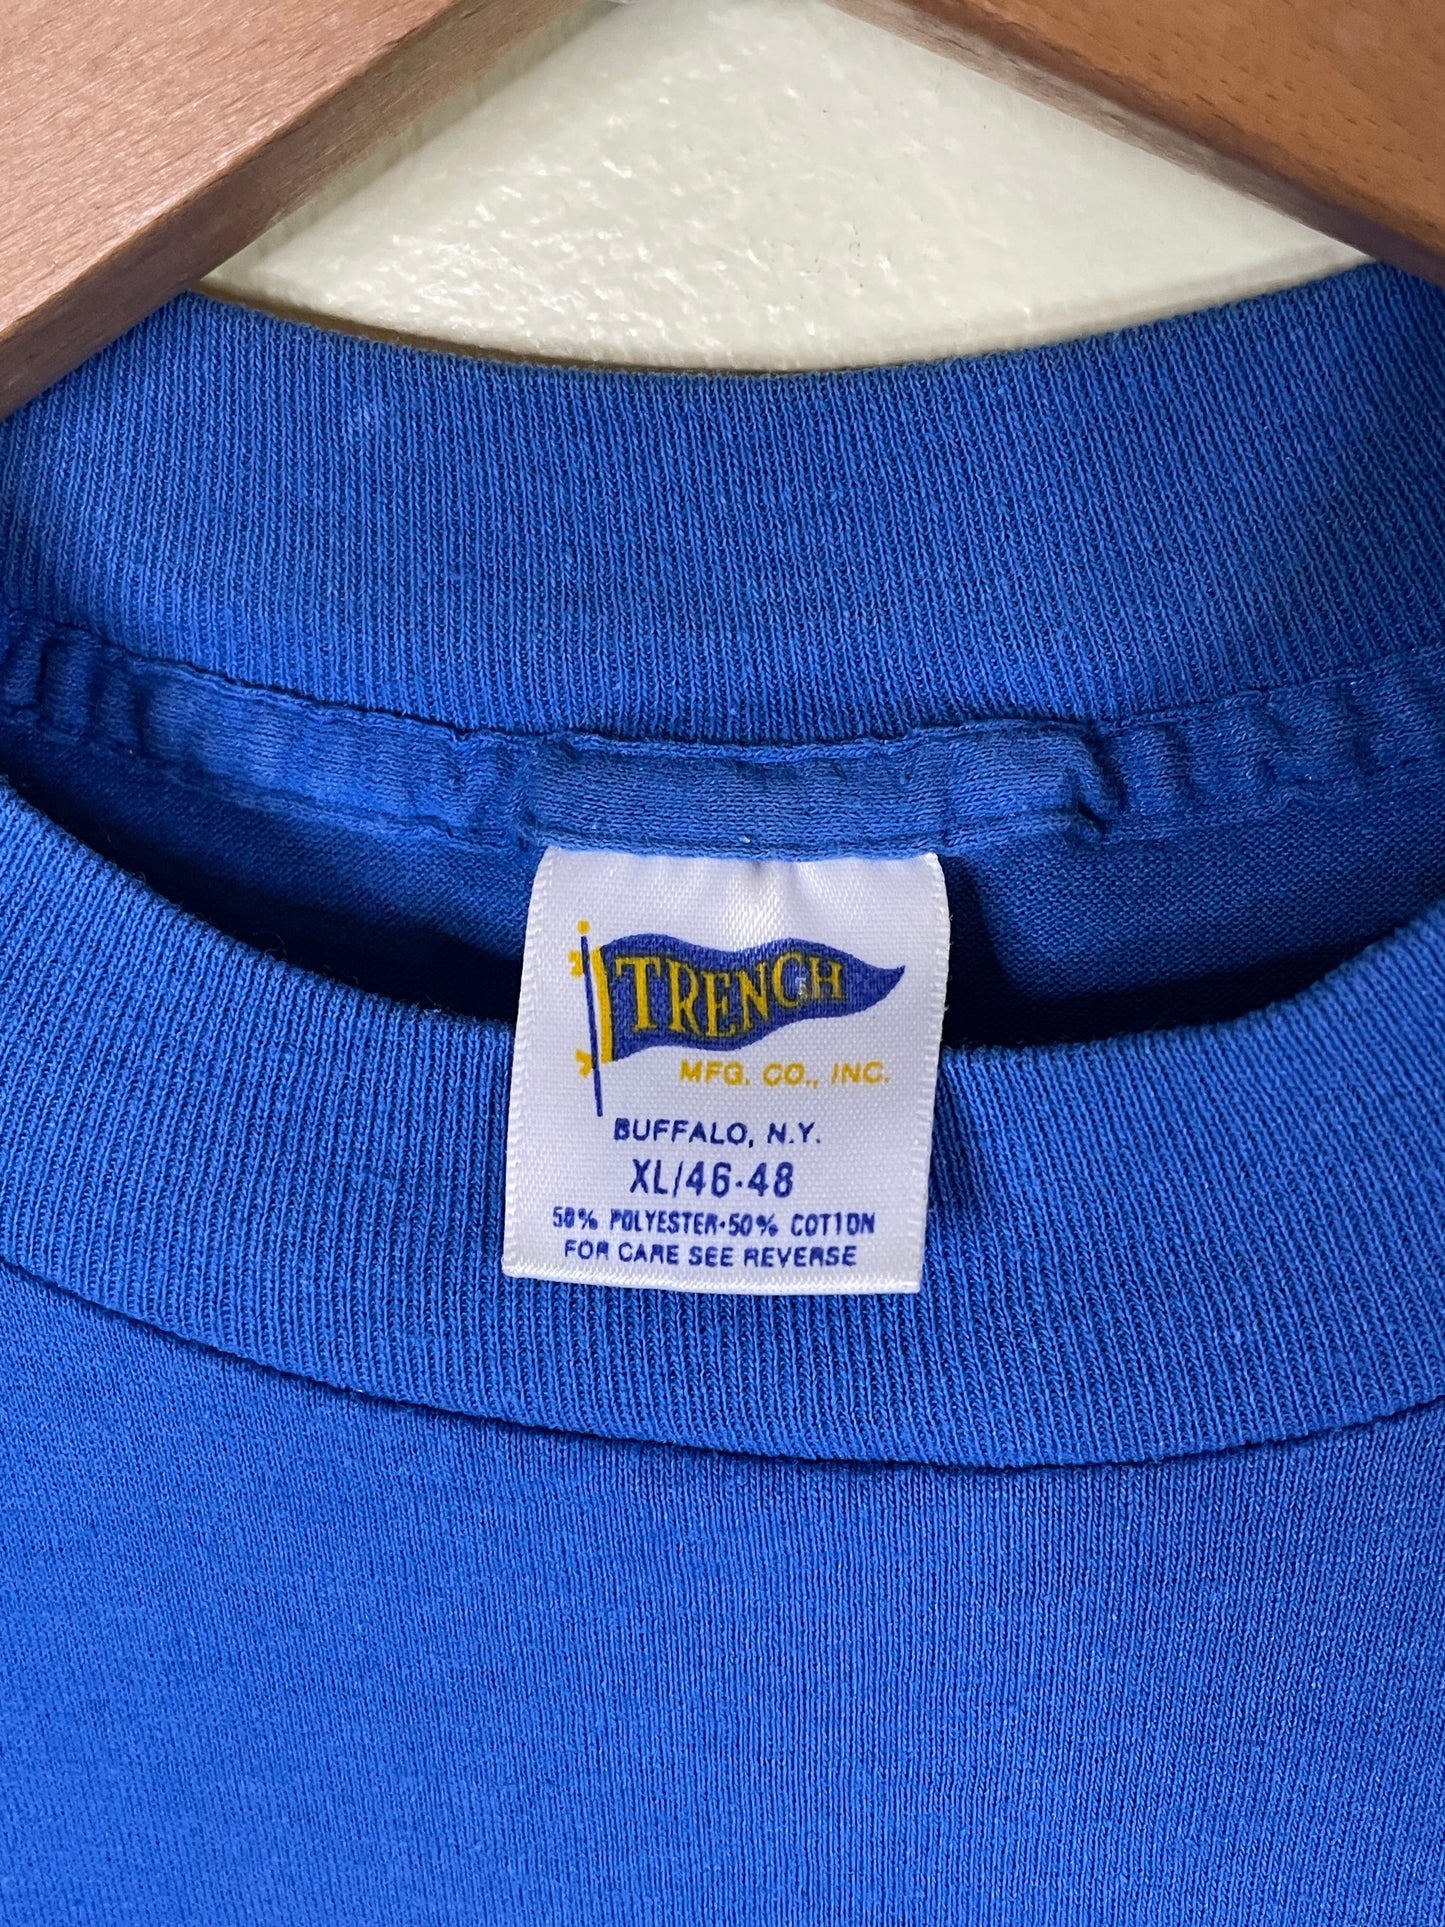 TRENCH
MFG. CO., INC.
BUFFALO, N.Y.
XL/46-48
50% POLYESTER•50% COTTON
FOR CARE SEE REVERSE